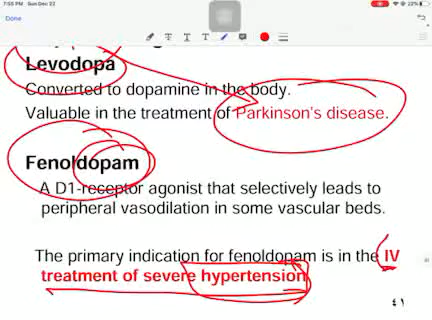 7:55 PM Sun Dec 22
22%
Done
Levodopa
Converted to dopamine in the body.
Valuable in the treatment of Parkinson's disease.
Fenoldopam
A D1-receptor agonist that selectively leads to
peripheral vasodilation in some vascular beds.
The primary indication for fenoldopam is in the IV
treatment of severe hypertension
٤١